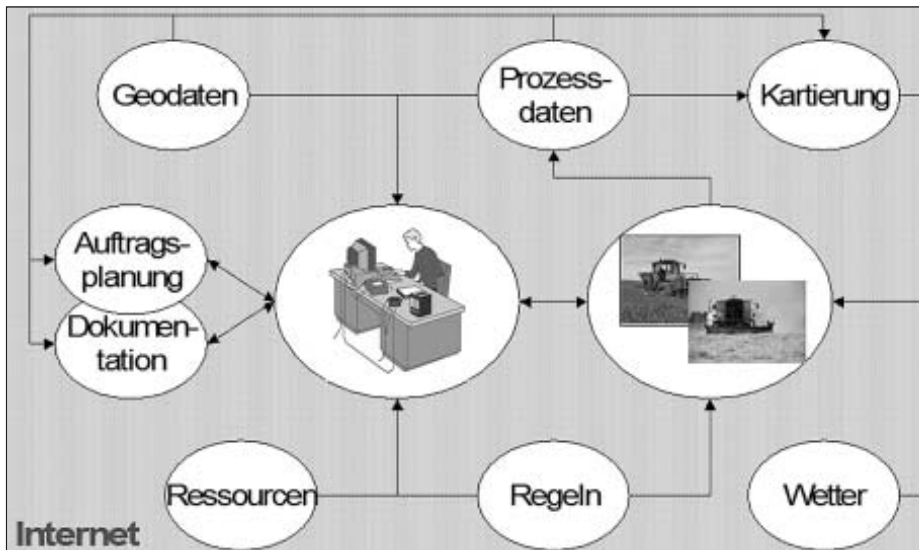 Geodaten
Prozess-
daten
Kartierung
Auftrags-
planung
Dokumen-
tation
Ressourcen
Regeln
Wetter
Internet